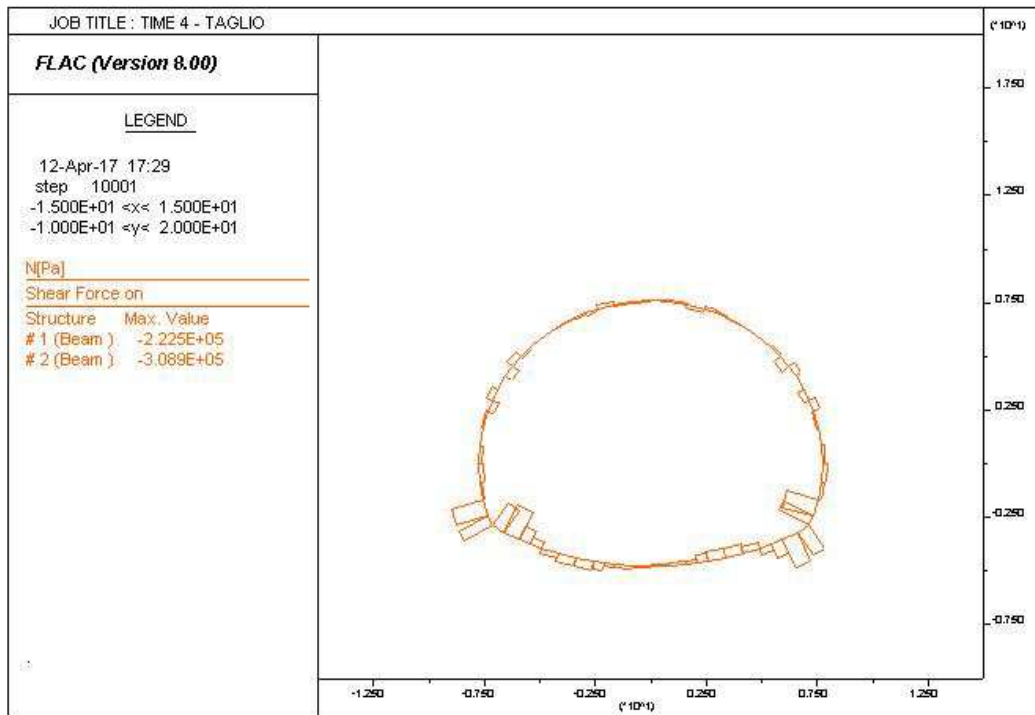 JOB TITLE : TIME 4 - TAGLIO
(*10^1)
FLAC (Version 8.00)
LEGEND
12-Apr-17 17:29
step 10001
-1.500E+01 <x< 1.500E+01
-1.000E+01 <y< 2.000E+01
N[Pa]
Shear Force on
Structure Max. Value
# 1 (Beam ) -2.225E+05
# 2 (Beam ) -3.089E+05
1.750
1.250
0.750
0.250
-0.250
-0.750
-1.250 -0.750 -0.250 0.250 0.750 1.250
(*10^1)